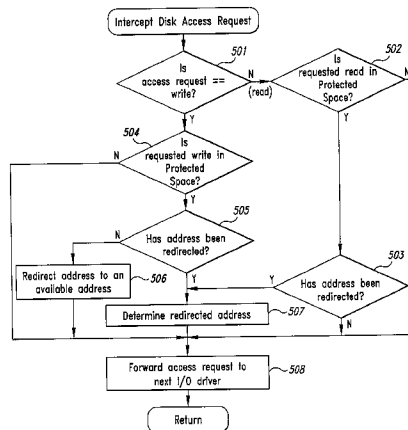 Intercept Disk Access Request
501
Is
access request ==
write?
N
(read)
502
Is
requested read in
Protected
Space?
N
Y
Y
504
Is
requested write in
Protected
Space?
N
Y
505
Has address been
redirected?
N
Y
Redirect address to an
available address
506
503
Has address been
redirected?
Y
N
Determine redirected address
507
Forward access request to
next I/O driver
508
Return